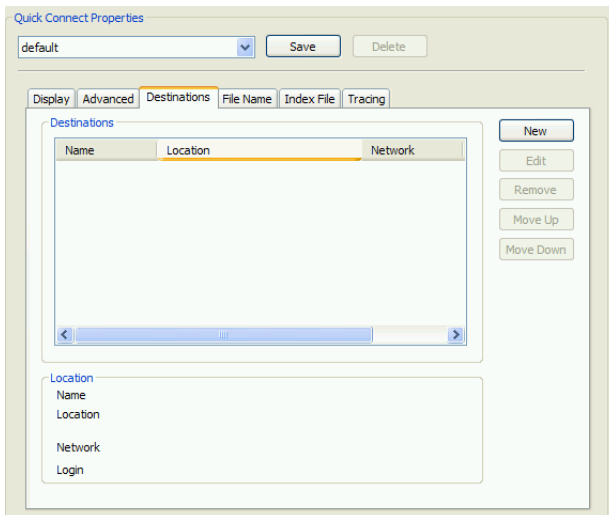 Quick Connect Properties
default Save Delete
Display Advanced Destinations File Name Index File Tracing
Destinations
Name Location Network
New
Edit
Remove
Move Up
Move Down
Location
Name
Location
Network
Login